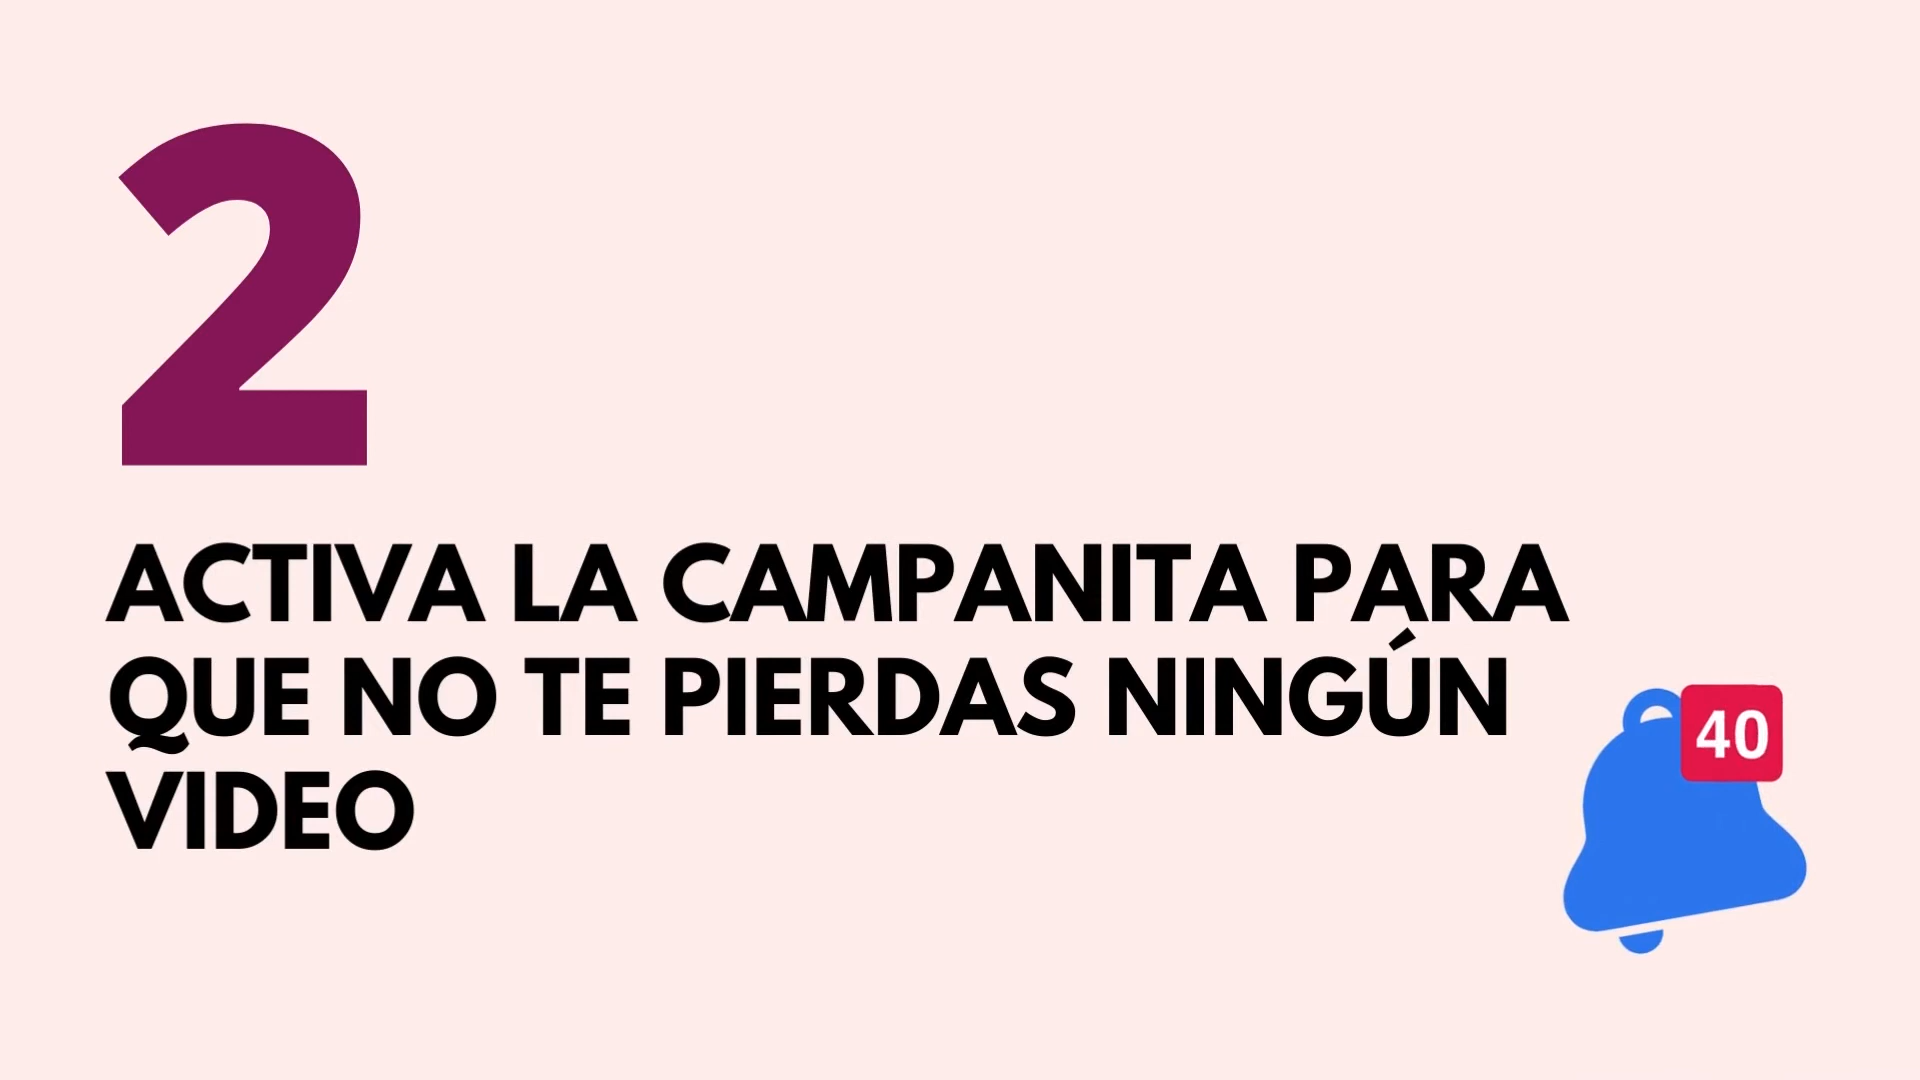 2
ACTIVA LA CAMPANITA PARA
QUE NO TE PIERDAS NINGÚN
VIDEO
40